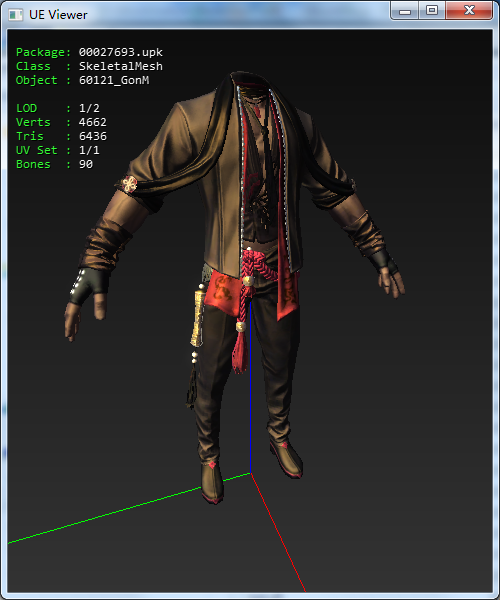 UE Viewer
Package: 00027693.upk
Class  : SkeletalMesh
Object : 60121_GonM
LOD    : 1/2
Verts  : 4662
Tris   : 6436
UV Set : 1/1
Bones  : 90